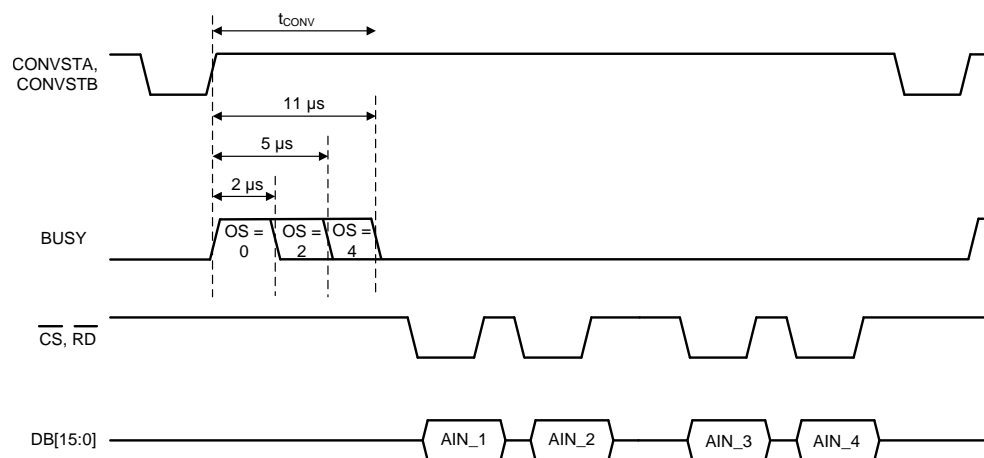 tCONV
CONVSTA,
CONVSTB
11 µs
5 µs
2 µs
BUSY
OS =
0
OS =
2
OS =
4
CS, RD
DB[15:0]
AIN_1
AIN_2
AIN_3
AIN_4